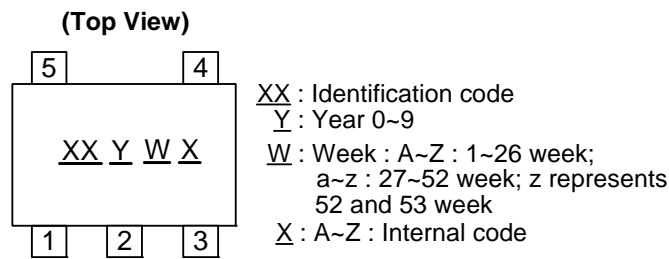 (Top View)
5 4
XX Y W X
1 2 3
XX : Identification code
Y : Year 0~9
W : Week : A~Z : 1~26 week;
a~z : 27~52 week; z represents
52 and 53 week
X : A~Z : Internal code